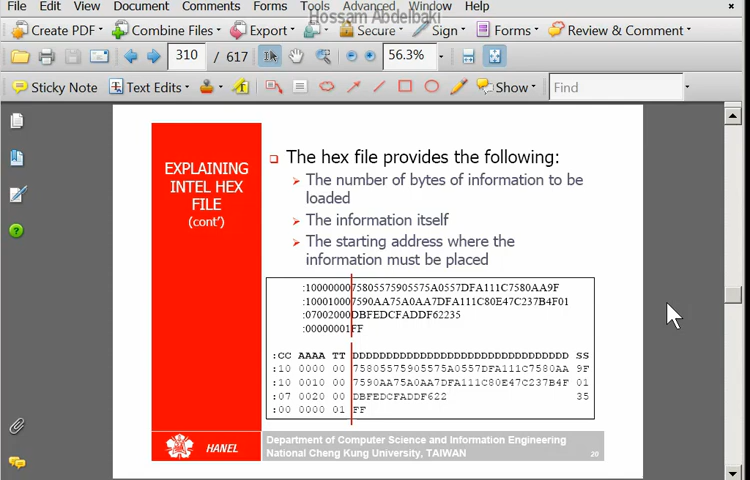 File Edit View Document Comments Forms Tools Advanced Window Help
Hossam Abdelbaki
Create PDF Combine Files Export Secure Sign Forms Review & Comment
310 / 617 56.3%
Sticky Note Text Edits Show Find
EXPLAINING
INTEL HEX
FILE
(cont')
The hex file provides the following:
The number of bytes of information to be
loaded
The information itself
The starting address where the
information must be placed
:1000000075805575905575A0557DFA111C7580AA9F
:100010007590AA75A0AA7DFA111C80E47C237B4F01
:07002000DBFEDCFADDF62235
:00000001FF
:CC AAAA TT DDDDDDDDDDDDDDDDDDDDDDDDDDDDDDDD SS
:10 0000 00 75805575905575A0557DFA111C7580AA 9F
:10 0010 00 7590AA75A0AA7DFA111C80E47C237B4F 01
:07 0020 00 DBFEDCFADDF622 35
:00 0000 01 FF
HANEL
Department of Computer Science and Information Engineering
National Cheng Kung University, TAIWAN
20